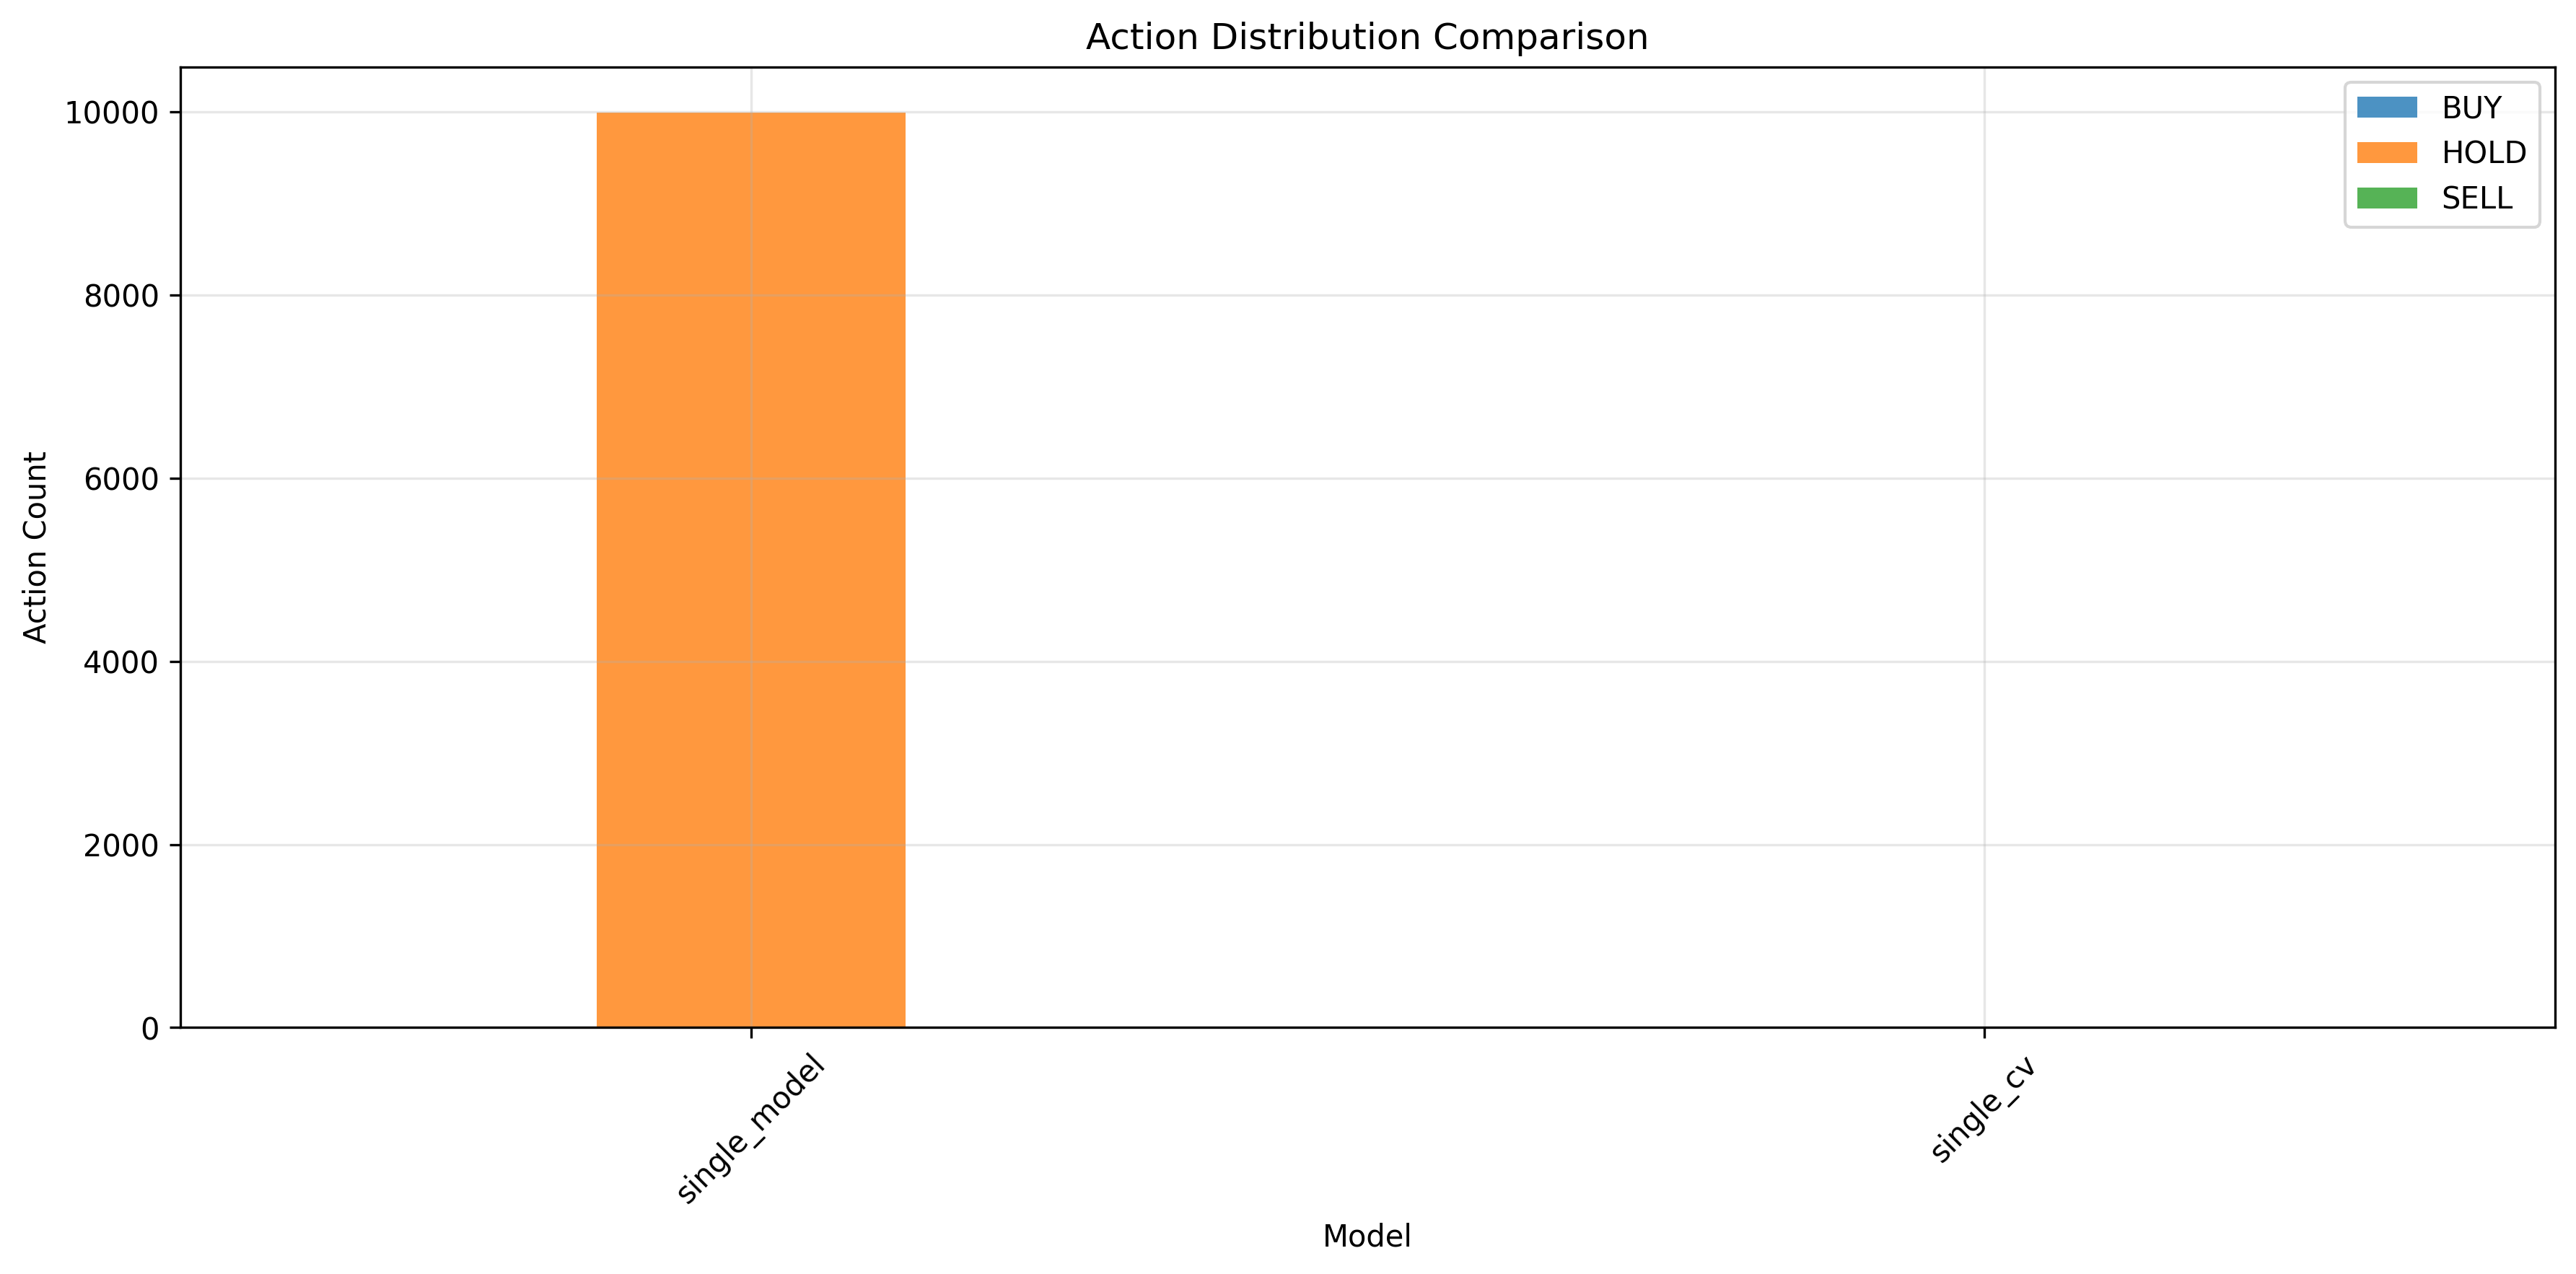 Action Distribution Comparison
BUY
HOLD
SELL
Action Count
10000
8000
6000
4000
2000
0
single_model
single_cv
Model